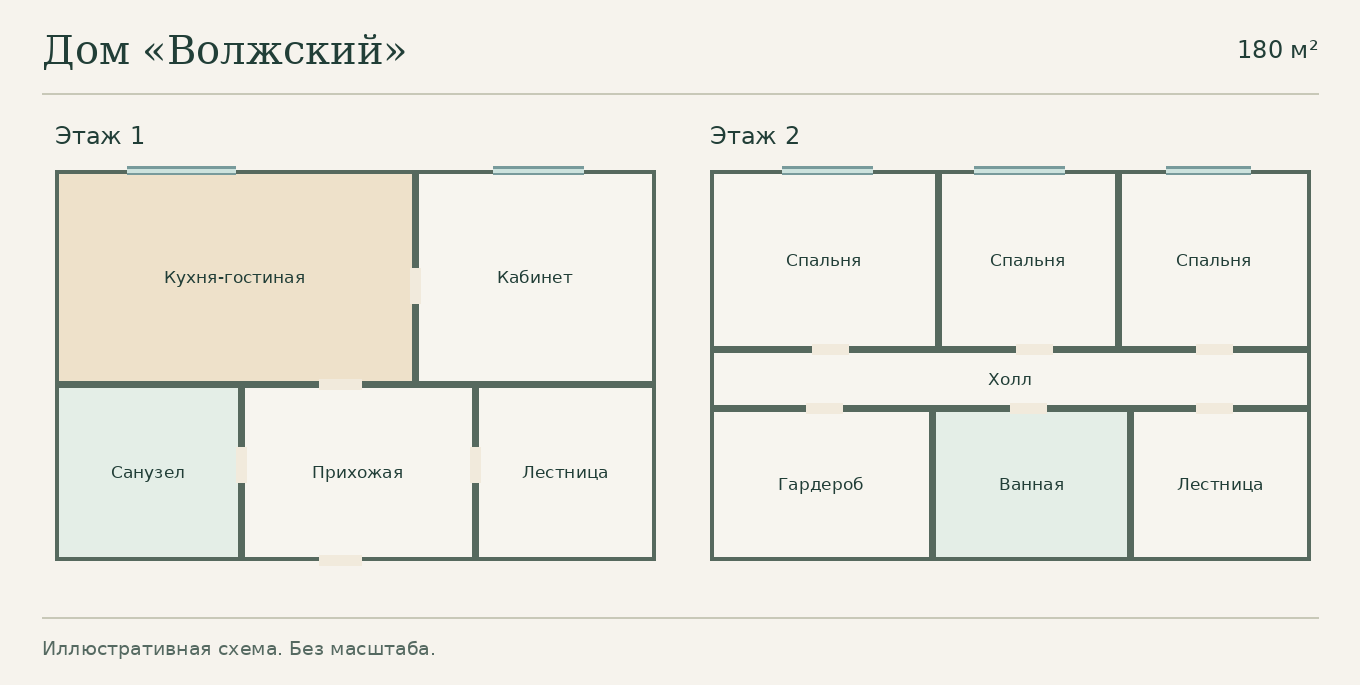 Дом «Волжский»
180 м²
Этаж 1
Кухня-гостиная
Кабинет
Санузел
Прихожая
Лестница
Этаж 2
Спальня
Спальня
Спальня
Холл
Гардероб
Ванная
Лестница
Иллюстративная схема. Без масштаба.